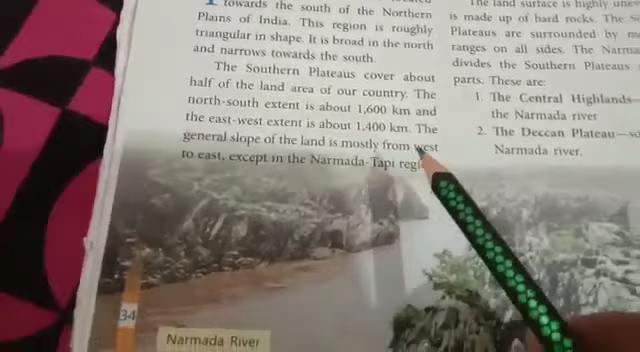 towards the south of the Northern
Plains of India. This region is roughly
triangular in shape. It is broad in the north
and narrows towards the south.
The Southern Plateaus cover about
half of the land area of our country. The
north-south extent is about 1,600 km and
the east-west extent is about 1,400 km. The
general slope of the land is mostly from west
to east, except in the Narmada-Tapi
The land surface is highly
is made up of hard rocks. The
Plateaus are surrounded by
ranges on all sides. The
divides the Southern Plateaus
parts. These are:
1. The Central Highlands—
the Narmada river
2. The Deccan Plateau—
Narmada river.
34
Narmada River